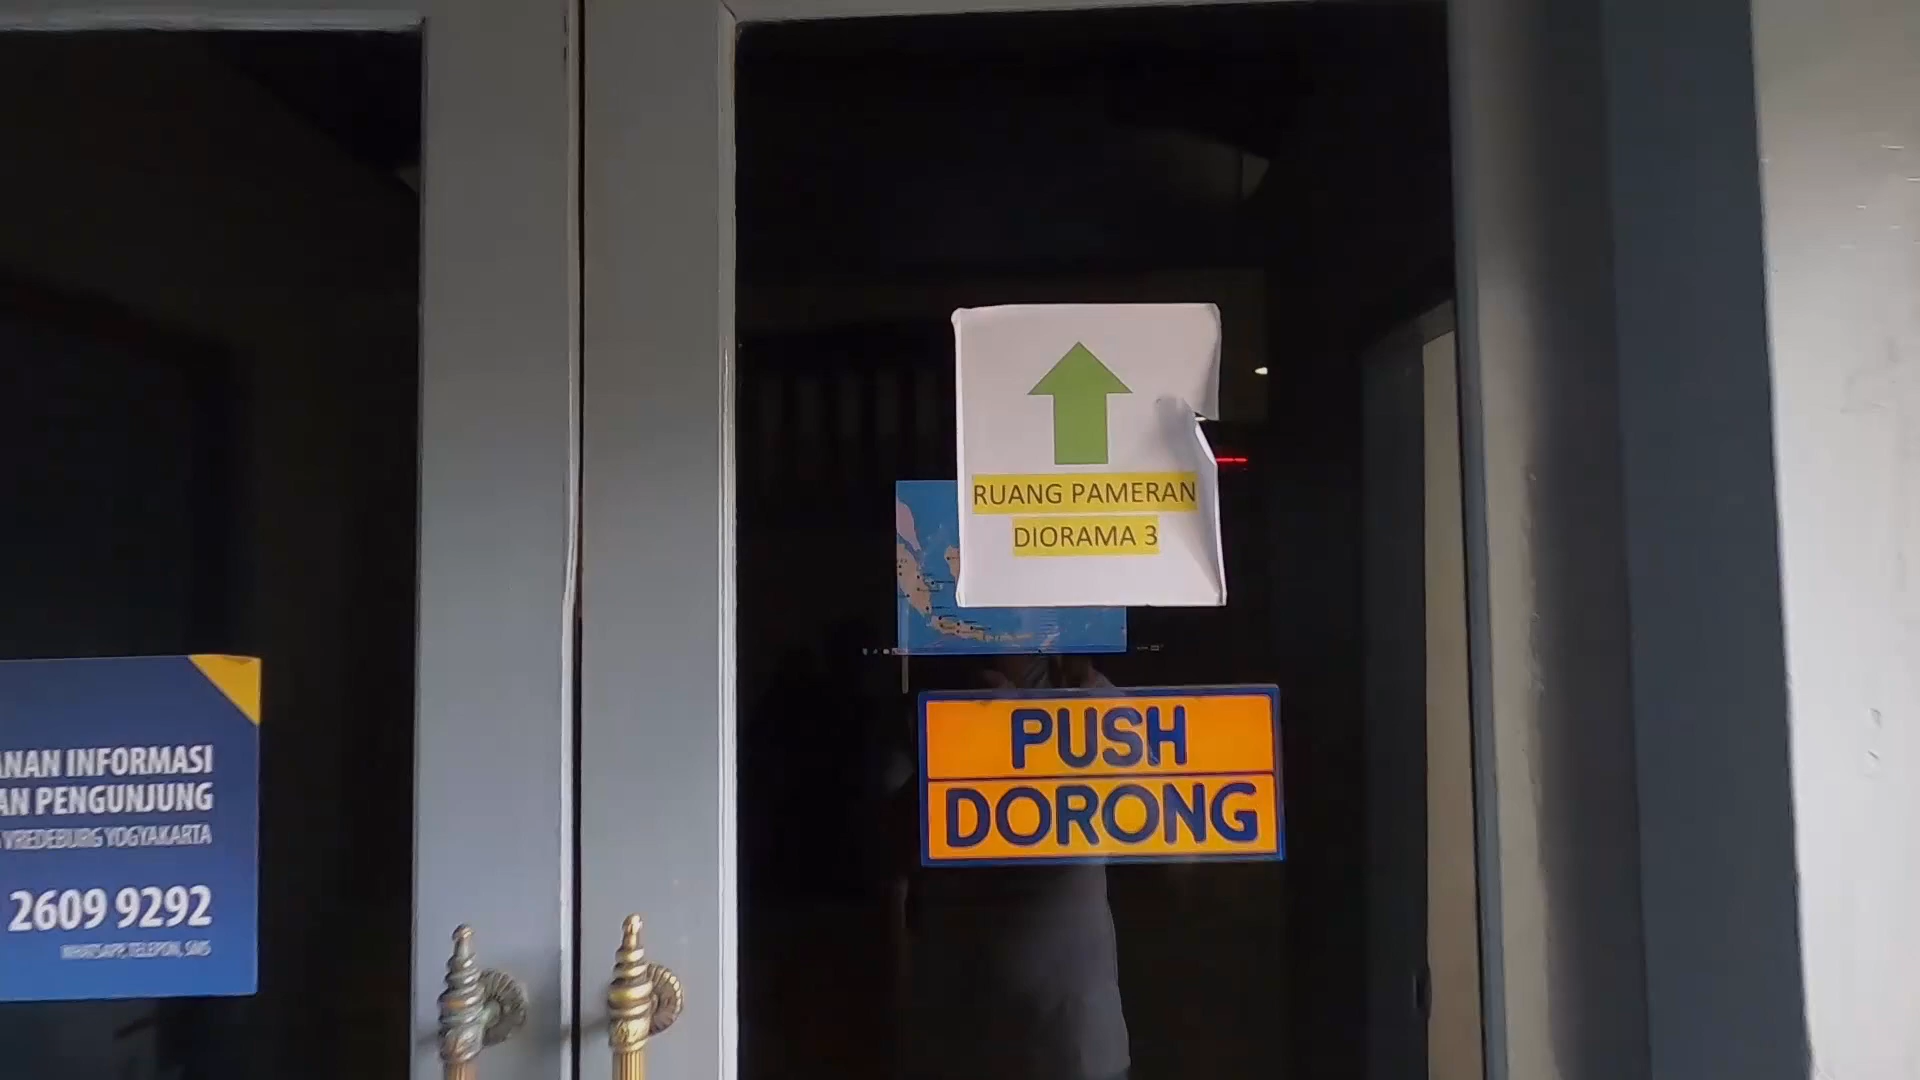 RUANG PAMERAN
DIORAMA 3
PUSH
DORONG
ANAN INFORMASI
AN PENGUNJUNG
VREDEBURG YOGYAKARTA
2609 9292
WHATSAPP, TELEPON, SMS